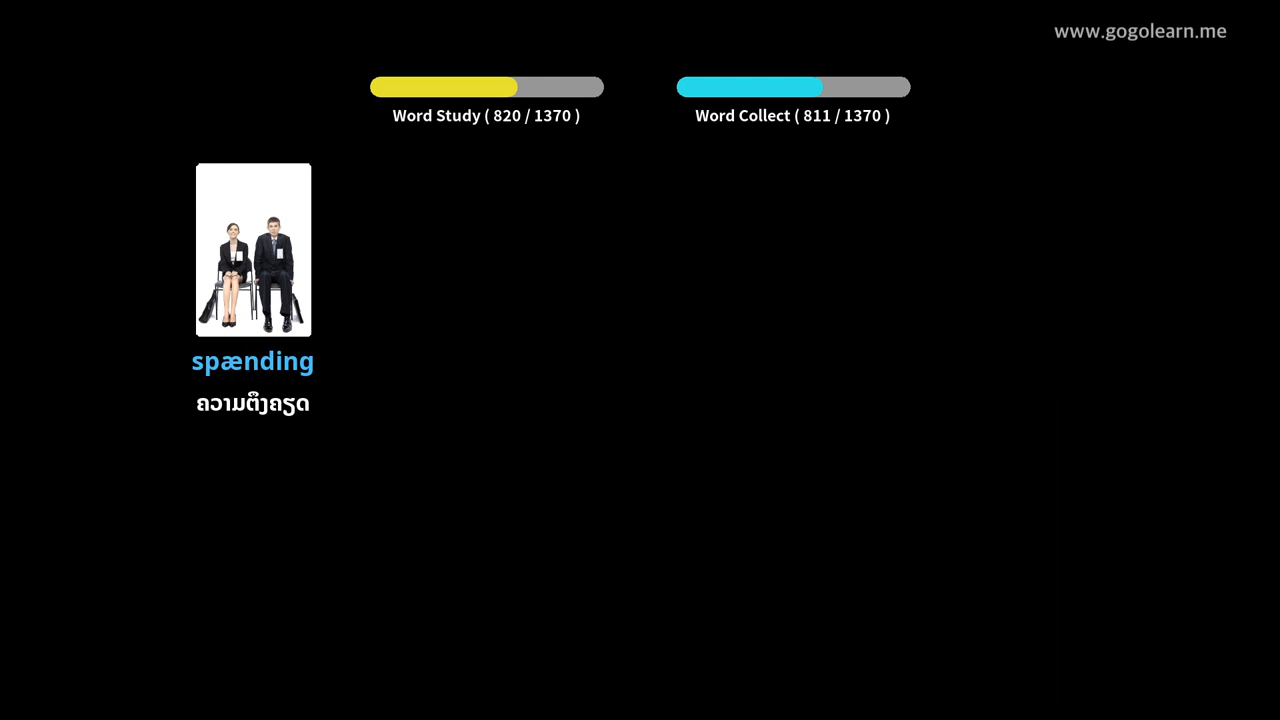 www.gogolearn.me
Word Study ( 820 / 1370 )
Word Collect ( 811 / 1370 )
spænding
ຄວາມຕຶງຄຽດ